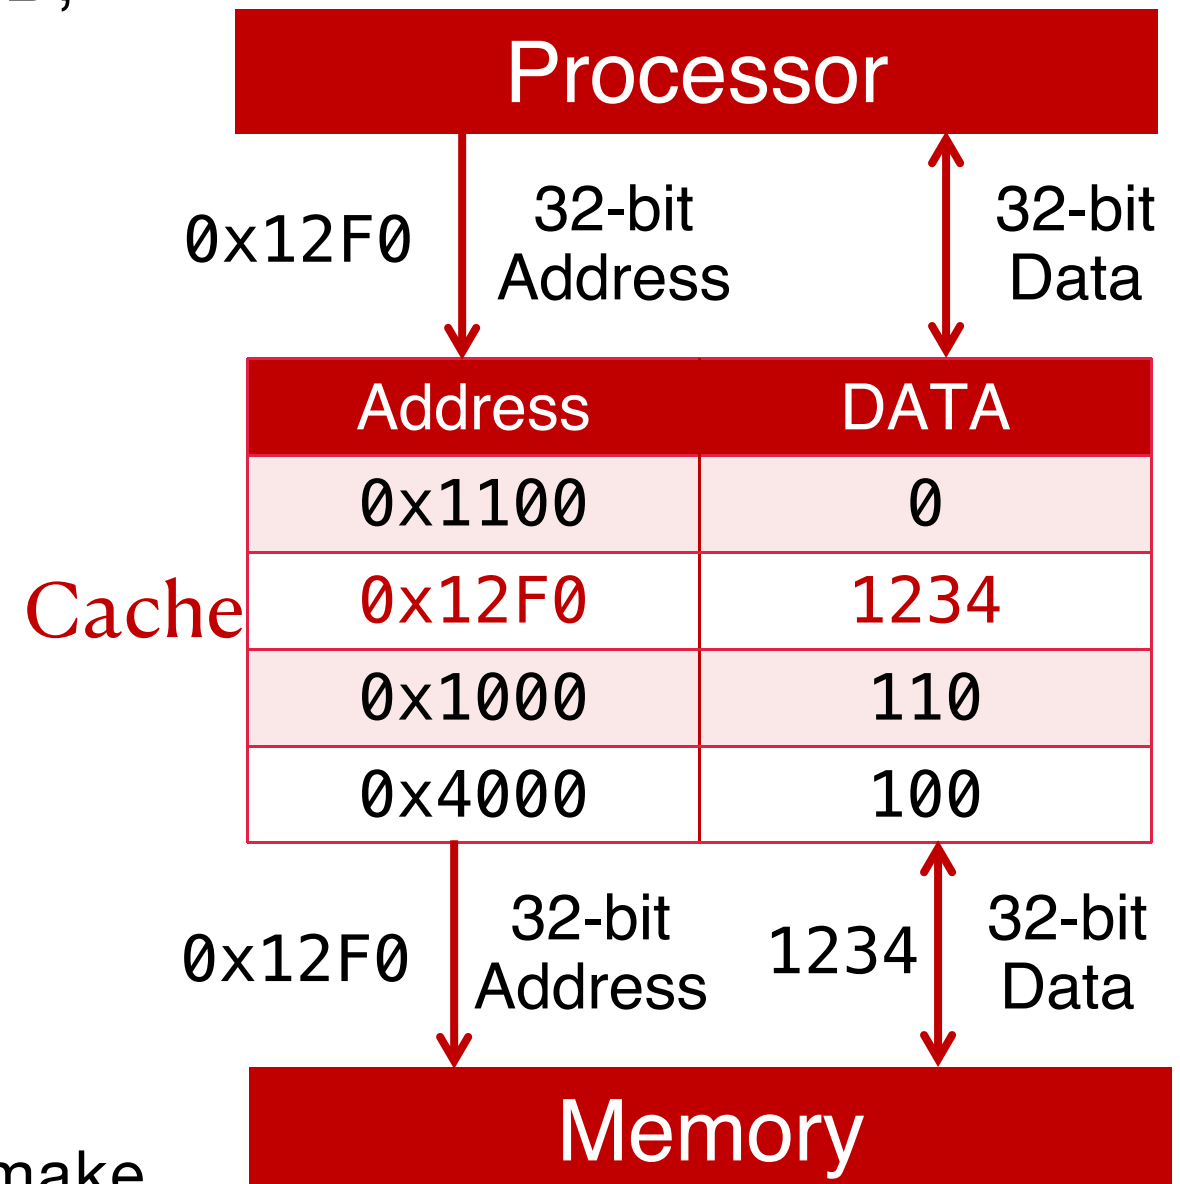 Processor
0x12F0
32-bit
Address
32-bit
Data
Address DATA
0x1100 0
Cache 0x12F0 1234
0x1000 110
0x4000 100
0x12F0
32-bit
Address
1234
32-bit
Data
Memory
make